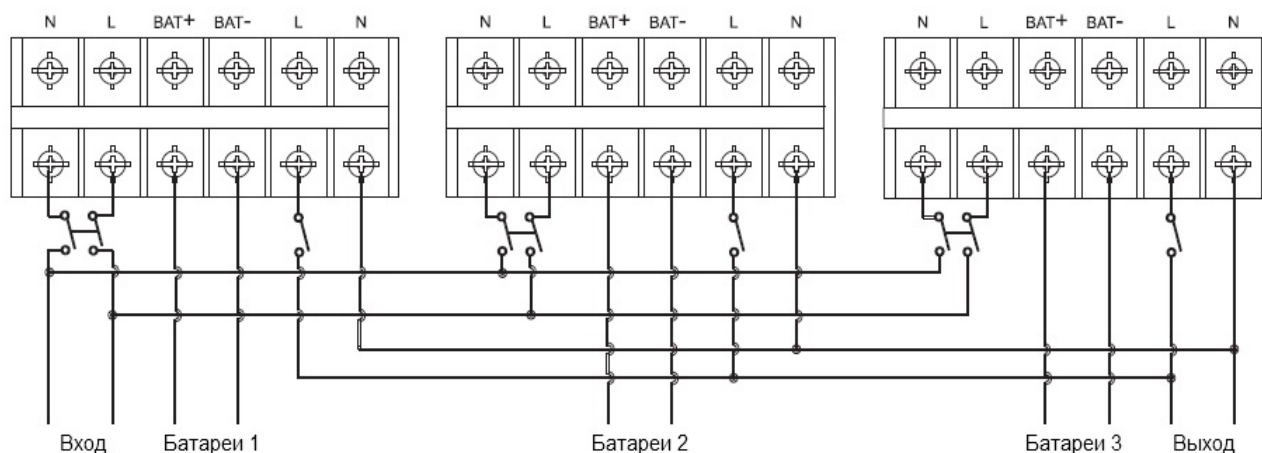 N L BAT+ BAT- L N N L BAT+ BAT- L N N L BAT+ BAT- L N
Вход Батареи 1 Батареи 2 Батареи 3 Выход